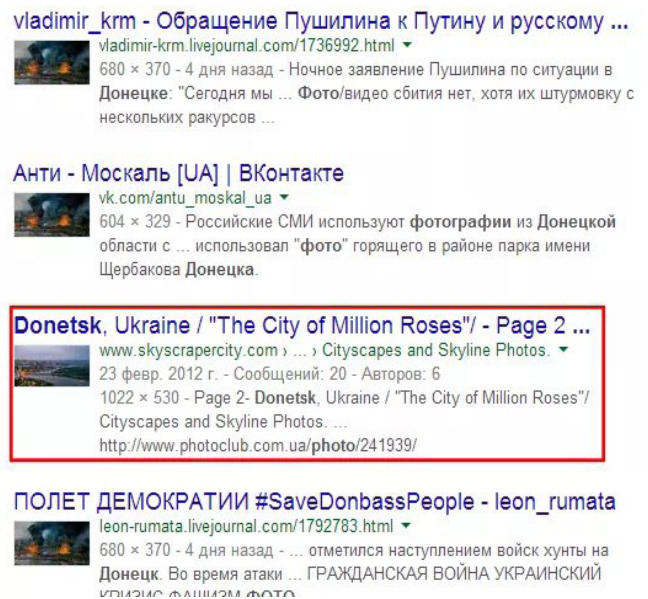 vladimir_krm - Обращение Пушилина к Путину и русскому ...
vladimir-krm.livejournal.com/1736992.html
680 × 370 - 4 дня назад - Ночное заявление Пушилина по ситуации в
Донецке: "Сегодня мы ... Фото/видео сбития нет, хотя их штурмовку с
нескольких ракурсов ...
Анти - Москаль [UA] | ВКонтакте
vk.com/antu_moskal_ua
604 × 329 - Российские СМИ используют фотографии из Донецкой
области с ... использовал "фото" горящего в районе парка имени
Щербакова Донецка.
Donetsk, Ukraine / "The City of Million Roses"/ - Page 2 ...
www.skyscrapercity.com › ... › Cityscapes and Skyline Photos.
23 февр. 2012 г. - Сообщений: 20 - Авторов: 6
1022 × 530 - Page 2- Donetsk, Ukraine / "The City of Million Roses"/
Cityscapes and Skyline Photos. ...
http://www.photoclub.com.ua/photo/241939/
ПОЛЕТ ДЕМОКРАТИИ #SaveDonbassPeople - leon_rumata
leon-rumata.livejournal.com/1792783.html
680 × 370 - 4 дня назад - ... отметился наступлением войск хунты на
Донецк. Во время атаки ... ГРАЖДАНСКАЯ ВОЙНА УКРАИНСКИЙ
КРИЗИС ФАШИЗМ ФОТО